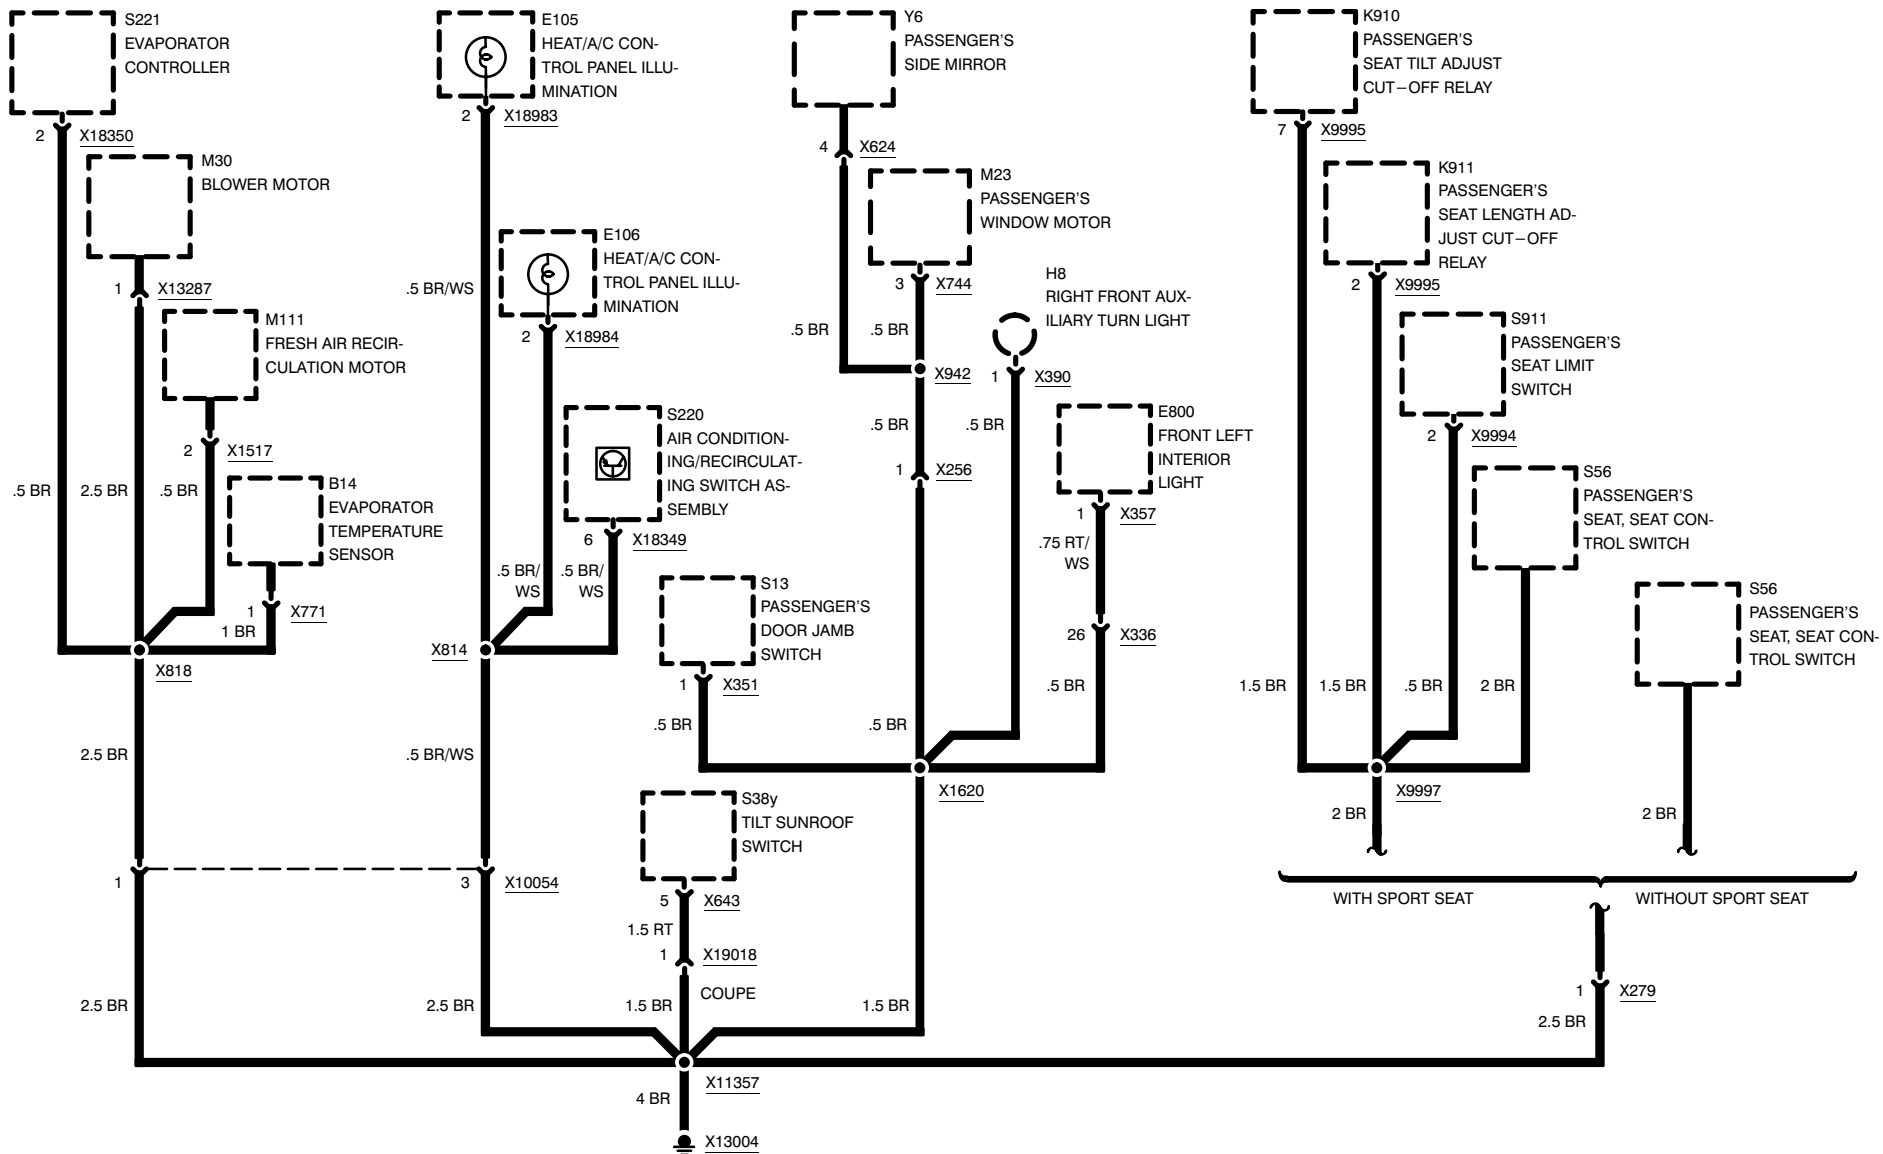 S221
EVAPORATOR
CONTROLLER
2
X18350
M30
BLOWER MOTOR
1
X13287
M111
FRESH AIR RECIR-
CULATION MOTOR
2
X1517
B14
EVAPORATOR
TEMPERATURE
SENSOR
1
X771
.5 BR
2.5 BR
.5 BR
1 BR
X818
2.5 BR
1
2.5 BR
E105
HEAT/A/C CON-
TROL PANEL ILLU-
MINATION
2
X18983
.5 BR/WS
E106
HEAT/A/C CON-
TROL PANEL ILLU-
MINATION
2
X18984
S220
AIR CONDITION-
ING/RECIRCULAT-
ING SWITCH AS-
SEMBLY
6
X18349
.5 BR/
WS
.5 BR/
WS
X814
.5 BR/WS
3
X10054
2.5 BR
Y6
PASSENGER'S
SIDE MIRROR
4
X624
M23
PASSENGER'S
WINDOW MOTOR
3
X744
.5 BR
.5 BR
X942
H8
RIGHT FRONT AUX-
ILIARY TURN LIGHT
1
X390
.5 BR
.5 BR
1
X256
E800
FRONT LEFT
INTERIOR
LIGHT
1
X357
.75 RT/
WS
26
X336
.5 BR
S13
PASSENGER'S
DOOR JAMB
SWITCH
1
X351
.5 BR
.5 BR
X1620
S38y
TILT SUNROOF
SWITCH
5
X643
1.5 RT
1
X19018
COUPE
1.5 BR
1.5 BR
X11357
4 BR
X13004
K910
PASSENGER'S
SEAT TILT ADJUST
CUT–OFF RELAY
7
X9995
K911
PASSENGER'S
SEAT LENGTH AD-
JUST CUT–OFF
RELAY
2
X9995
S911
PASSENGER'S
SEAT LIMIT
SWITCH
2
X9994
S56
PASSENGER'S
SEAT, SEAT CON-
TROL SWITCH
S56
PASSENGER'S
SEAT, SEAT CON-
TROL SWITCH
1.5 BR
1.5 BR
.5 BR
2 BR
X9997
2 BR
2 BR
WITH SPORT SEAT
WITHOUT SPORT SEAT
1
X279
2.5 BR